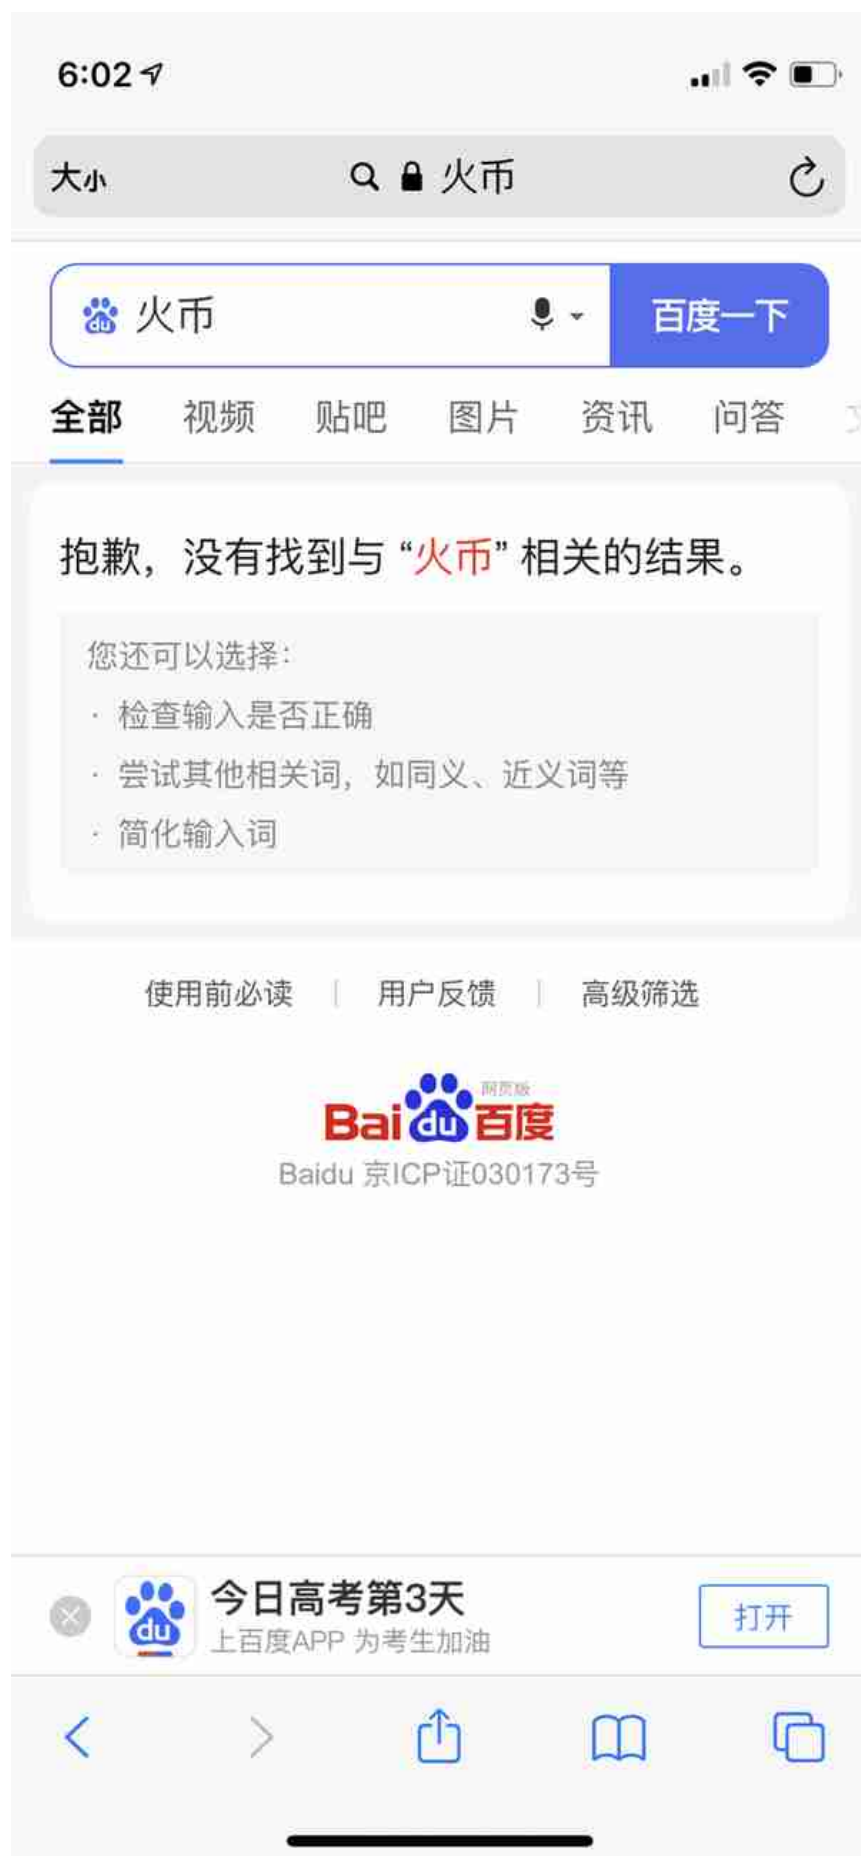 6:02
大小 火币
du 火币 百度一下
全部 视频 贴吧 图片 资讯 问答
抱歉，没有找到与“火币”相关的结果。
您还可以选择：
· 检查输入是否正确
· 尝试其他相关词，如同义、近义词等
· 简化输入词
使用前必读 | 用户反馈 | 高级筛选
网页版
Baidu百度
Baidu 京ICP证030173号
du 今日高考第3天 打开
上百度APP 为考生加油